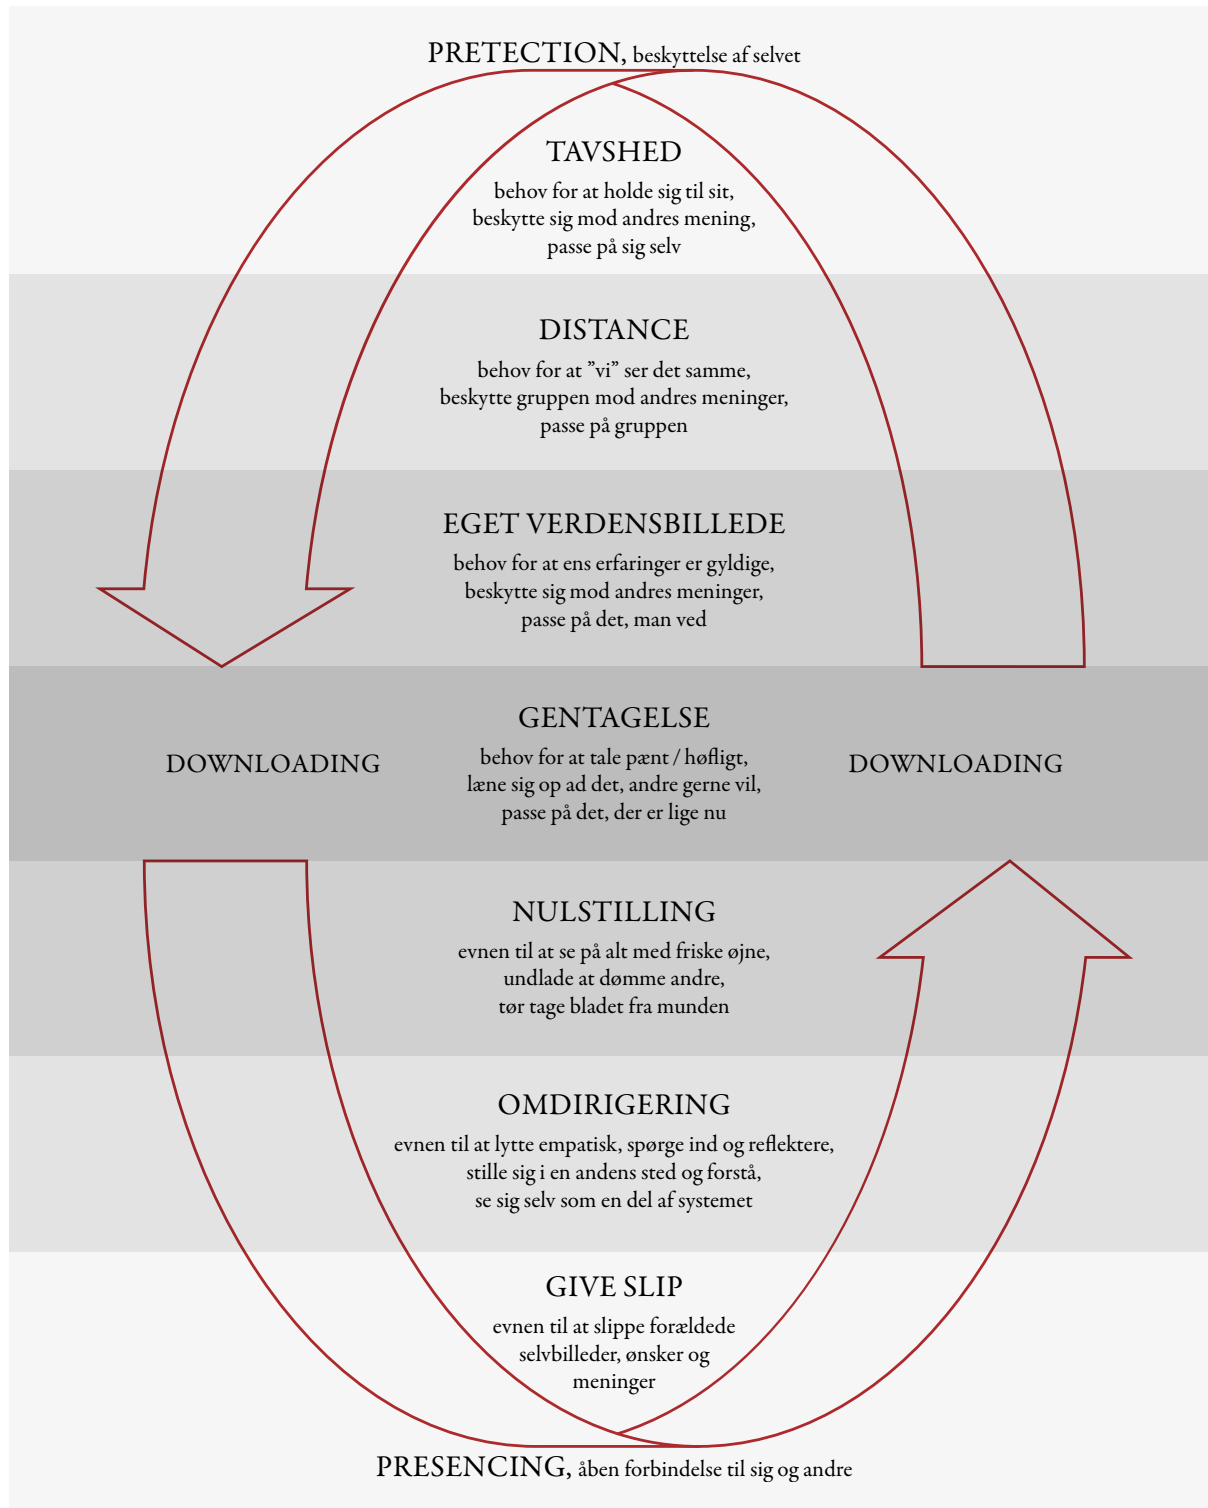 PRETECTION, beskyttelse af selvet
TAVSHED
behov for at holde sig til sit,
beskytte sig mod andres mening,
passe på sig selv
DISTANCE
behov for at ”vi” ser det samme,
beskytte gruppen mod andres meninger,
passe på gruppen
EGET VERDENSBILLEDE
behov for at ens erfaringer er gyldige,
beskytte sig mod andres meninger,
passe på det, man ved
GENTAGELSE
DOWNLOADING
behov for at tale pænt / høfligt,
læne sig op ad det, andre gerne vil,
passe på det, der er lige nu
DOWNLOADING
NULSTILLING
evnen til at se på alt med friske øjne,
undlade at dømme andre,
tør tage bladet fra munden
OMDIRIGERING
evnen til at lytte empatisk, spørge ind og reflektere,
stille sig i en andens sted og forstå,
se sig selv som en del af systemet
GIVE SLIP
evnen til at slippe forældede
selvbilleder, ønsker og
meninger
PRESENCING, åben forbindelse til sig og andre